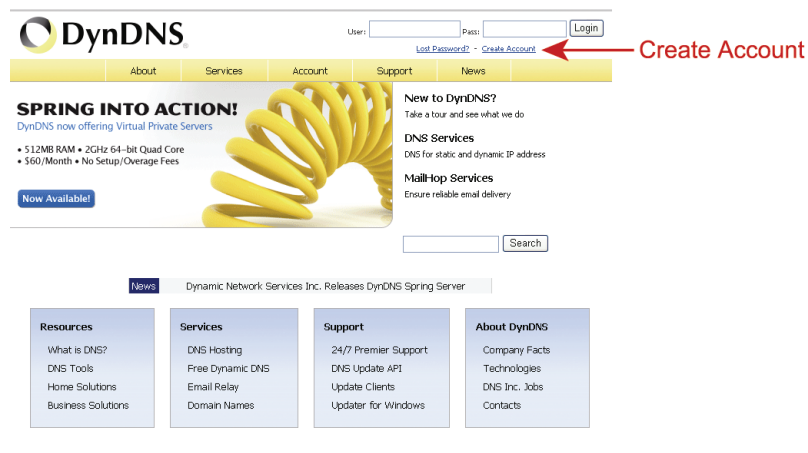 DynDNS
User:
Pass:
Login
Lost Password? - Create Account
Create Account
About
Services
Account
Support
News
SPRING INTO ACTION!
DynDNS now offering Virtual Private Servers
• 512MB RAM • 2GHz 64-bit Quad Core
• $60/Month • No Setup/Overage Fees
Now Available!
New to DynDNS?
Take a tour and see what we do
DNS Services
DNS for static and dynamic IP address
MailHop Services
Ensure reliable email delivery
Search
News
Dynamic Network Services Inc. Releases DynDNS Spring Server
Resources
What is DNS?
DNS Tools
Home Solutions
Business Solutions
Services
DNS Hosting
Free Dynamic DNS
Email Relay
Domain Names
Support
24/7 Premier Support
DNS Update API
Update Clients
Updater for Windows
About DynDNS
Company Facts
Technologies
DNS Inc. Jobs
Contacts